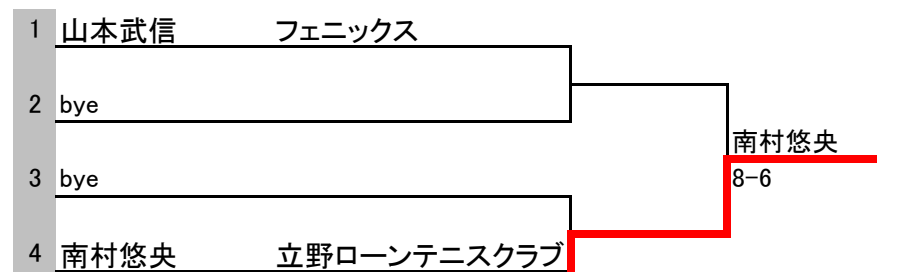 1 山本武信 フェニックス
2 bye
南村悠央
3 bye 8-6
4 南村悠央 立野ローンテニスクラブ